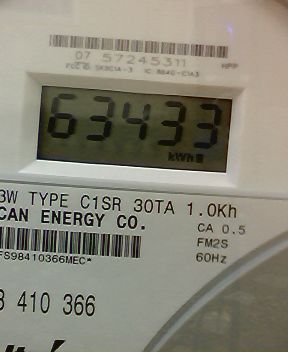 07 57245311
HPP
63433
kWh
3W TYPE C1SR 30TA 1.0Kh
CAN ENERGY CO.
CA 0.5
FM2S
FS98410366MEC*
60Hz
410 366